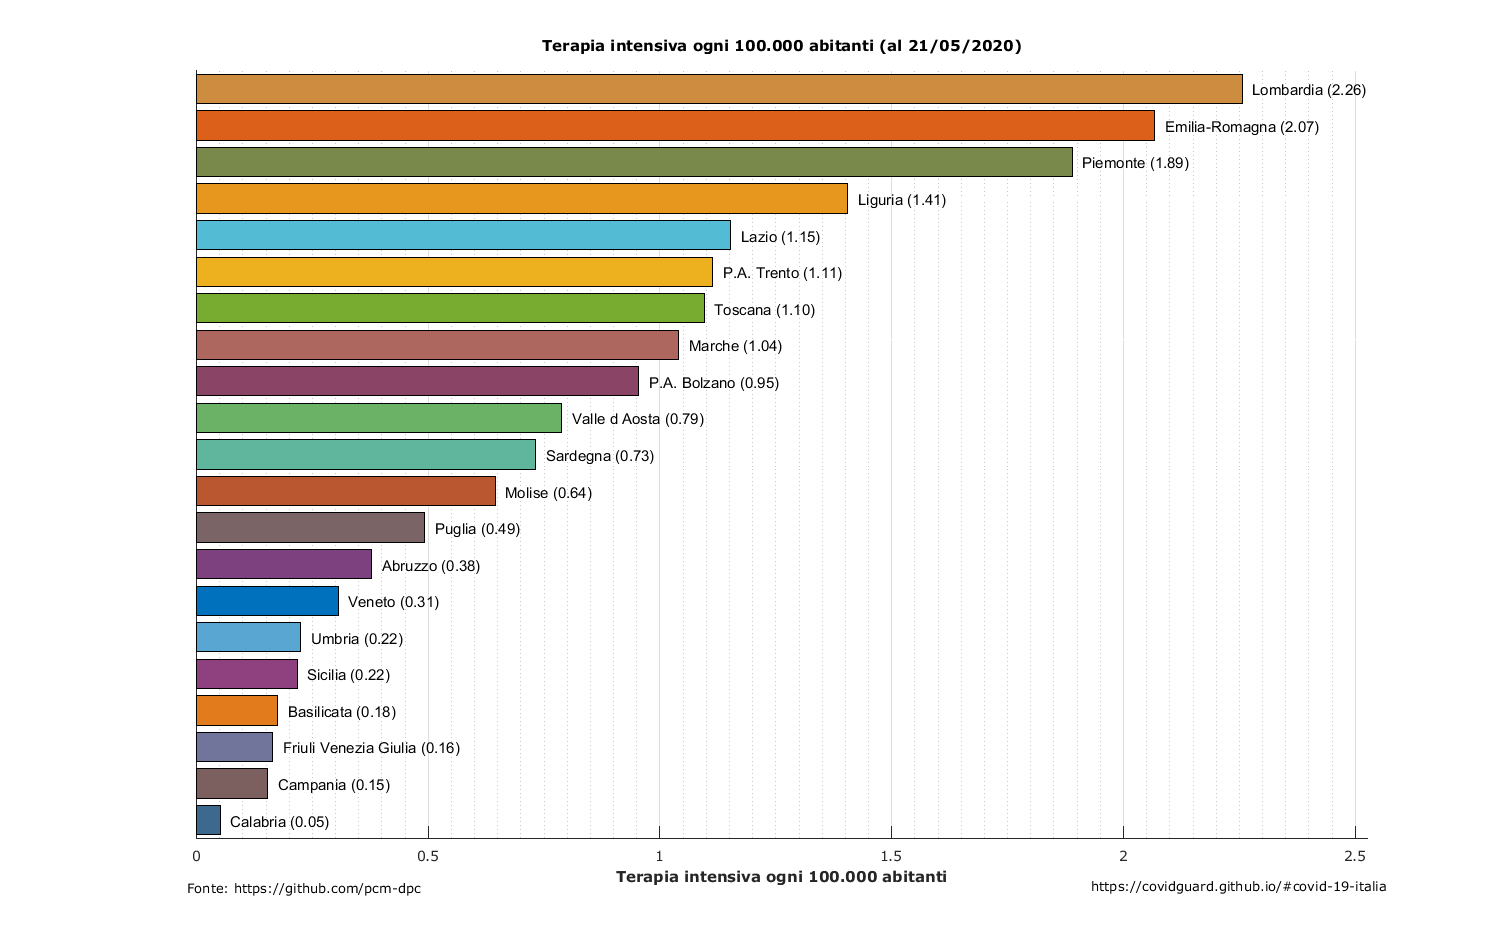 Terapia intensiva ogni 100.000 abitanti (al 21/05/2020)
Lombardia (2.26)
Emilia-Romagna (2.07)
Piemonte (1.89)
Liguria (1.41)
Lazio (1.15)
P.A. Trento (1.11)
Toscana (1.10)
Marche (1.04)
P.A. Bolzano (0.95)
Valle d Aosta (0.79)
Sardegna (0.73)
Molise (0.64)
Puglia (0.49)
Abruzzo (0.38)
Veneto (0.31)
Umbria (0.22)
Sicilia (0.22)
Basilicata (0.18)
Friuli Venezia Giulia (0.16)
Campania (0.15)
Calabria (0.05)
0 0.5 1 1.5 2 2.5
Terapia intensiva ogni 100.000 abitanti
Fonte: https://github.com/pcm-dpc
https://covidguard.github.io/#covid-19-italia